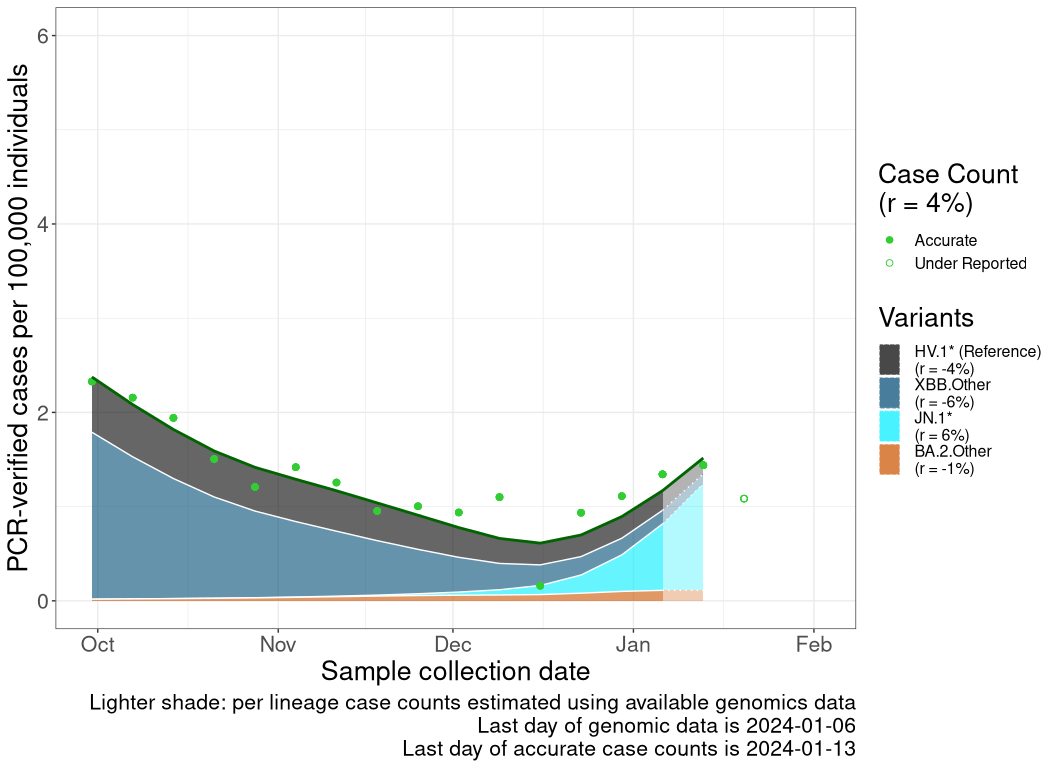 PCR-verified cases per 100,000 individuals
6
4
2
0
Oct
Nov
Dec
Jan
Feb
Sample collection date
Lighter shade: per lineage case counts estimated using available genomics data
Last day of genomic data is 2024-01-06
Last day of accurate case counts is 2024-01-13
Case Count
(r = 4%)
Accurate
Under Reported
Variants
HV.1* (Reference)
(r = -4%)
XBB.Other
(r = -6%)
JN.1*
(r = 6%)
BA.2.Other
(r = -1%)